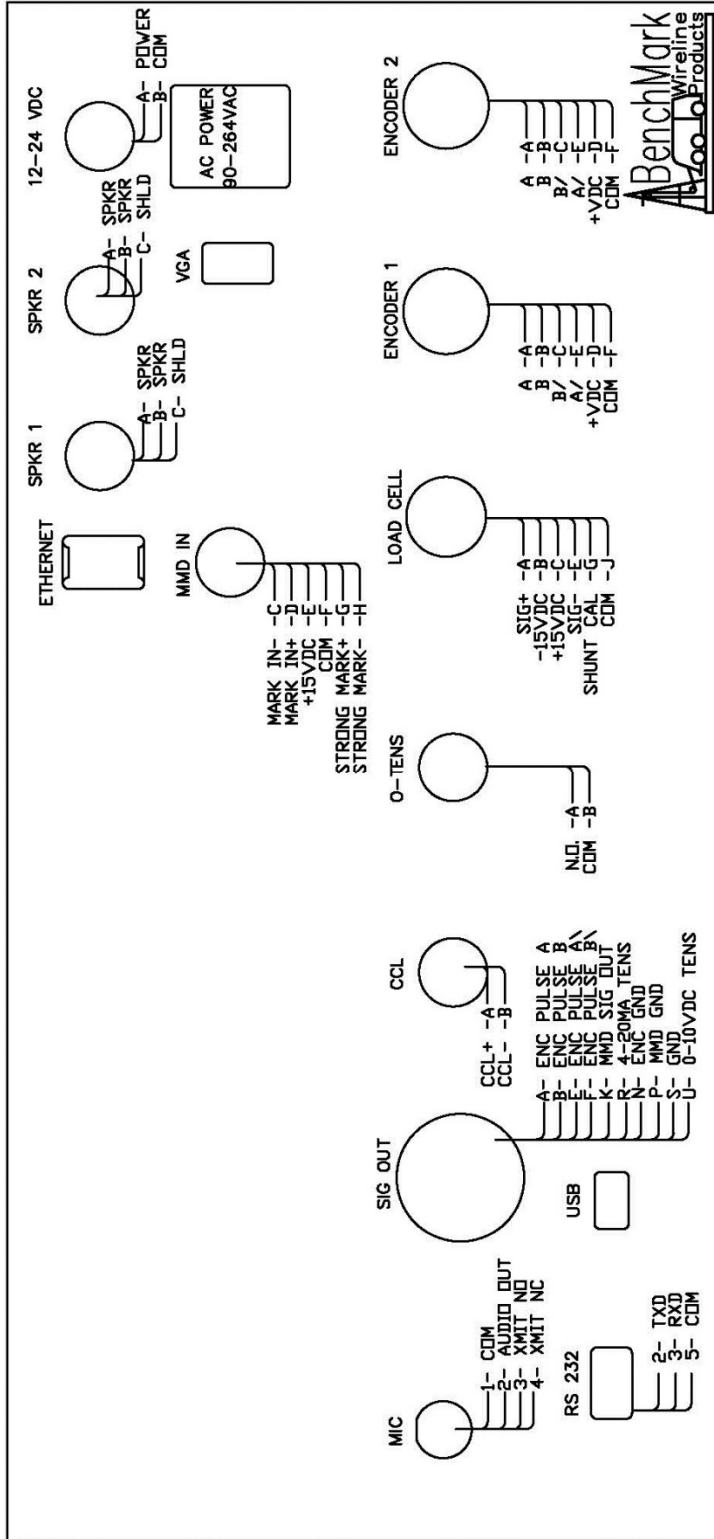 ETHERNET
SPKR 1
A- SPKR
B- SPKR
C- SHLD
SPKR 2
A- SPKR
B- SPKR
C- SHLD
12-24 VDC
A- POWER
B- COM
AC POWER
90-264VAC
VGA
MMD IN
MARK IN- -C
MARK IN+ -D
+15VDC -E
COM -F
STRONG MARK+ -G
STRONG MARK- -H
MIC
1- COM
2- AUDIO OUT
3- XMIT NO
4- XMIT NC
RS 232
2- TXD
3- RXD
5- COM
SIG OUT
A- ENC PULSE A
B- ENC PULSE B
E- ENC PULSE A\
F- ENC PULSE B\
K- MMD SIG OUT
R- 4-20MA TENS
N- ENC GND
P- MMD GND
S- GND
U- 0-10VDC TENS
USB
CCL
CCL+ -A
CCL- -B
O-TENS
N.O. -A
COM -B
LOAD CELL
SIG+ -A
-15VDC -B
+15VDC -C
SIG- -E
SHUNT CAL -G
COM -J
ENCODER 1
A -A
B -B
B/ -C
A/ -E
+VDC -D
COM -F
ENCODER 2
A -A
B -B
B/ -C
A/ -E
+VDC -D
COM -F
BenchMark
Wireline
Products